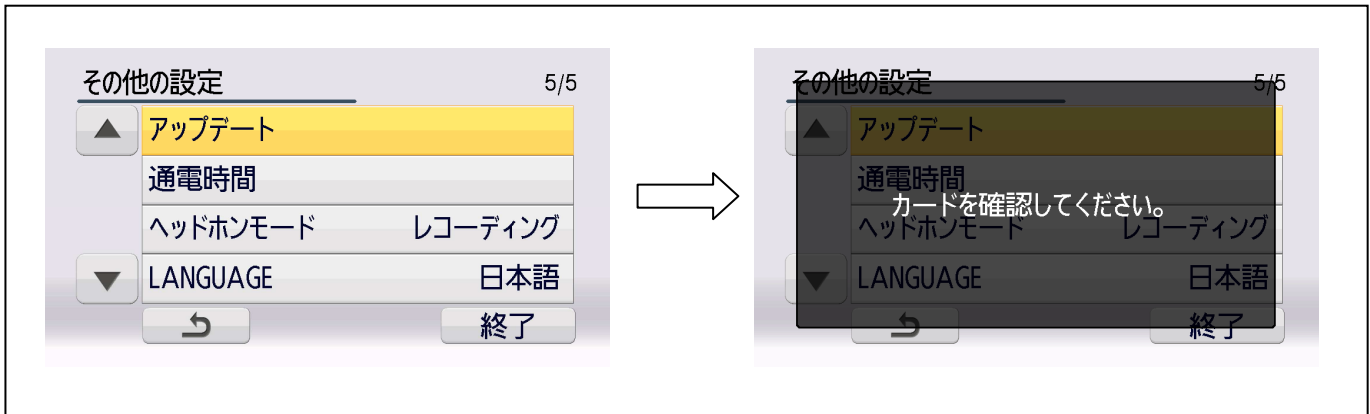 その他の設定 5/5
アップデート
通電時間
ヘッドホンモード レコーディング
LANGUAGE 日本語
終了
その他の設定 5/5
アップデート
通電時間
カードを確認してください。
ヘッドホンモード レコーディング
LANGUAGE 日本語
終了